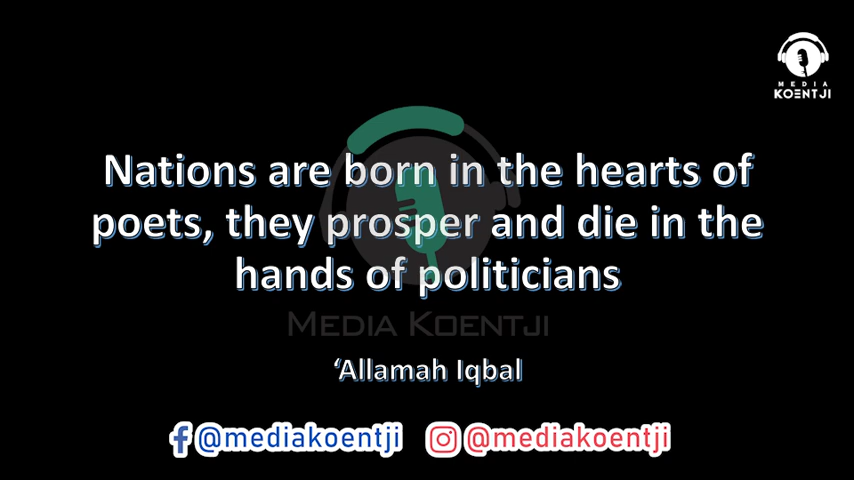 MEDIA
KOENTJI
Nations are born in the hearts of
poets, they prosper and die in the
hands of politicians
MEDIA KOENTJI
‘Allamah Iqbal
@mediakoentji @mediakoentji